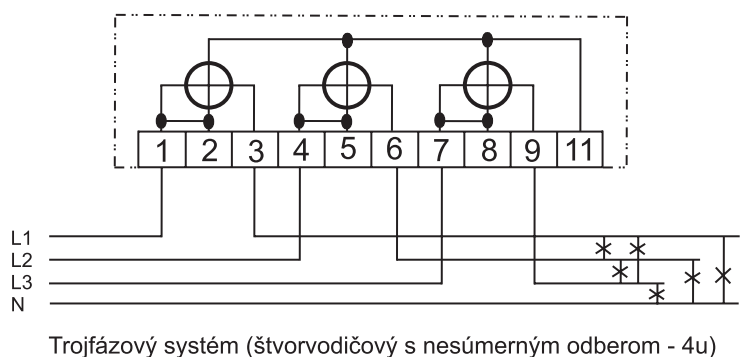 1 2 3 4 5 6 7 8 9 11
L1
L2
L3
N
Trojfázový systém (štvorvodičový s nesúmerným odberom - 4u)